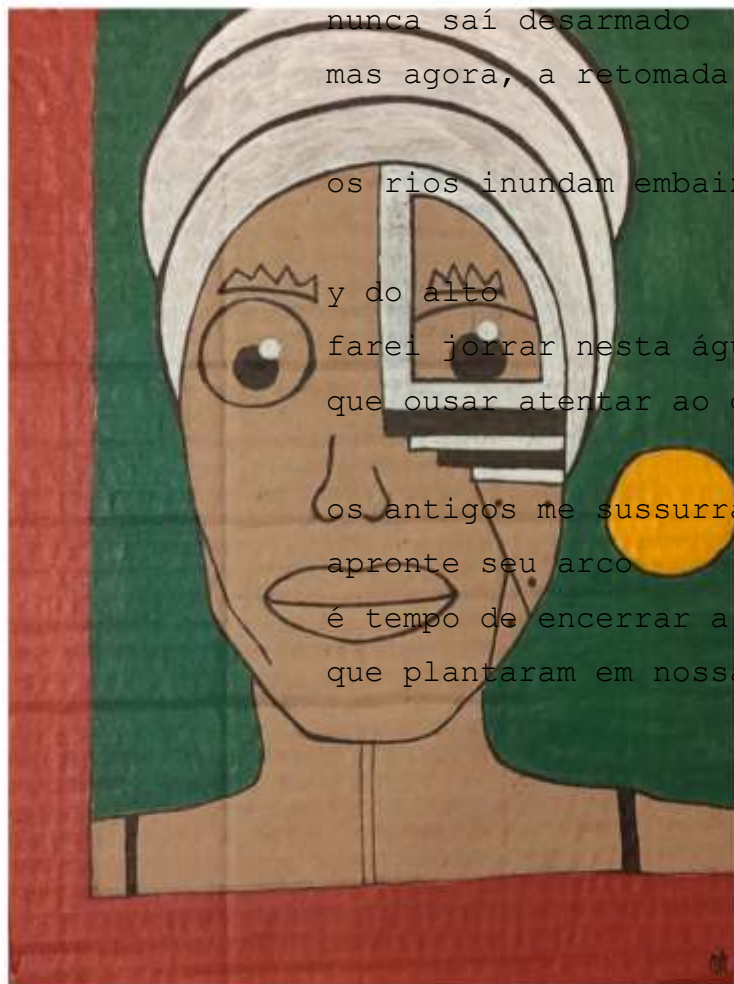 nunca saí desarmado
mas agora, a retomada
os rios inundam
y do alto
farei jorrar nesta
que ousar atentar ao
os antigos me
apronte seu arco
é tempo de encerrar a
que plantaram em